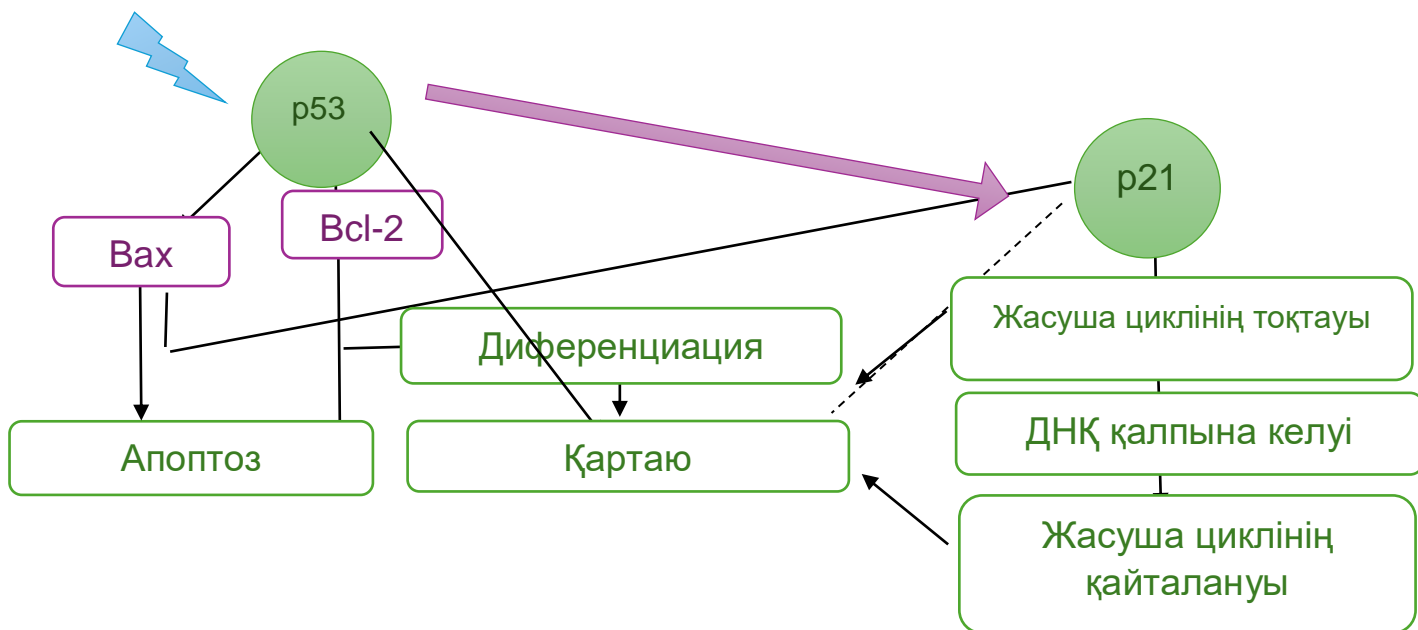 p53
p21
Bax
Bcl-2
Жасуша циклінің тоқтауы
Диференциация
ДНҚ қалпына келуі
Апоптоз
Қартаю
Жасуша циклінің
қайталануы